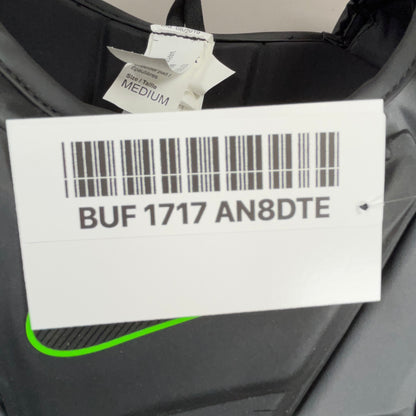 Size / Taille
MEDIUM
BUF 1717 AN8DTE